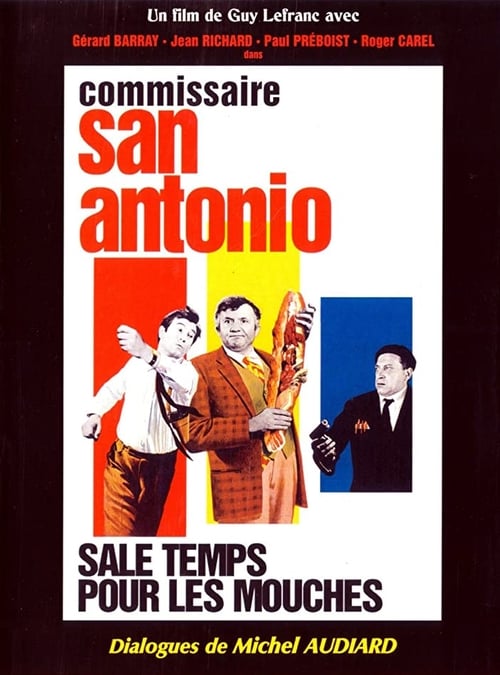 Un film de Guy Lefranc avec
Gérard BARRAY • Jean RICHARD • Paul PRÉBOIST • Roger CAREL
dans
commissaire
san
antonio
SALE TEMPS
POUR LES MOUCHES
Dialogues de Michel AUDIARD